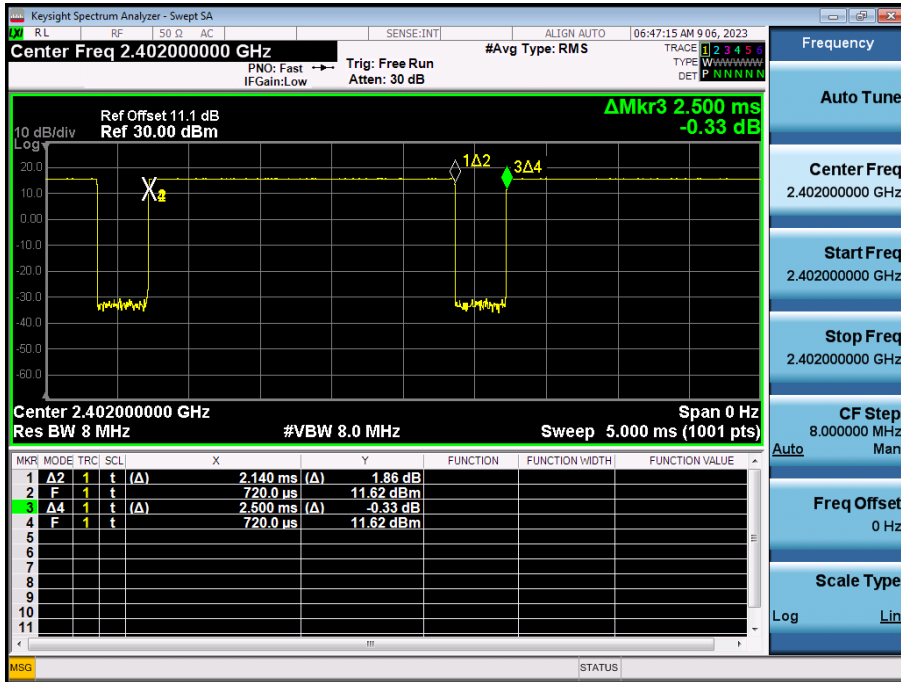 Keysight Spectrum Analyzer - Swept SA
LXI RL RF 50 Ω AC SENSE:INT ALIGN AUTO 06:47:15 AM 9 06, 2023
Center Freq 2.402000000 GHz #Avg Type: RMS TRACE 1 2 3 4 5 6
PNO: Fast Trig: Free Run TYPE WWWWWW
IFGain:Low Atten: 30 dB DET P N N N N N
Ref Offset 11.1 dB ΔMkr3 2.500 ms
10 dB/div Ref 30.00 dBm -0.33 dB
Log
20.0
10.0
0.00
-10.0
-20.0
-30.0
-40.0
-50.0
-60.0
1Δ2
3Δ4
Center 2.402000000 GHz Span 0 Hz
Res BW 8 MHz #VBW 8.0 MHz Sweep 5.000 ms (1001 pts)
MKR MODE TRC SCL X Y FUNCTION FUNCTION WIDTH FUNCTION VALUE
1 Δ2 1 t (Δ) 2.140 ms (Δ) 1.86 dB
2 F 1 t 720.0 µs 11.62 dBm
3 Δ4 1 t (Δ) 2.500 ms (Δ) -0.33 dB
4 F 1 t 720.0 µs 11.62 dBm
5
6
7
8
9
10
11
MSG STATUS
Frequency
Auto Tune
Center Freq
2.402000000 GHz
Start Freq
2.402000000 GHz
Stop Freq
2.402000000 GHz
CF Step
8.000000 MHz
Auto Man
Freq Offset
0 Hz
Scale Type
Log Lin